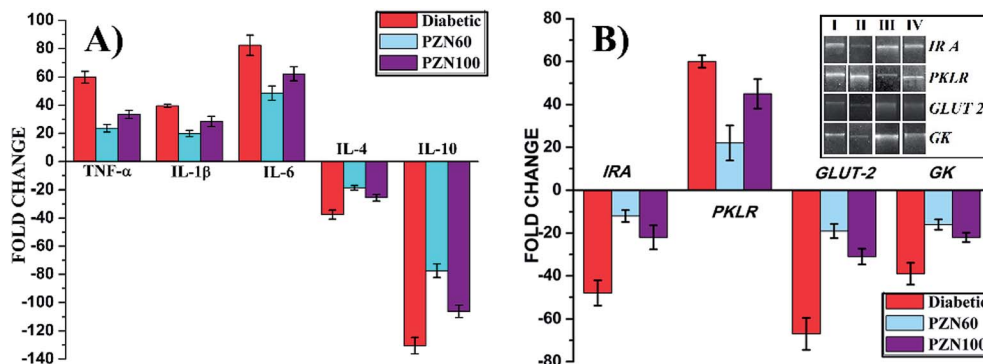 A)
Diabetic
PZN60
PZN100
FOLD CHANGE
100
80
60
40
20
0
-20
-40
-60
-80
-100
-120
-140
TNF-α
IL-1β
IL-6
IL-4
IL-10
B)
I II III IV
IR A
PKLR
GLUT 2
GK
FOLD CHANGE
80
60
40
20
0
-20
-40
-60
-80
IRA
PKLR
GLUT-2
GK
Diabetic
PZN60
PZN100